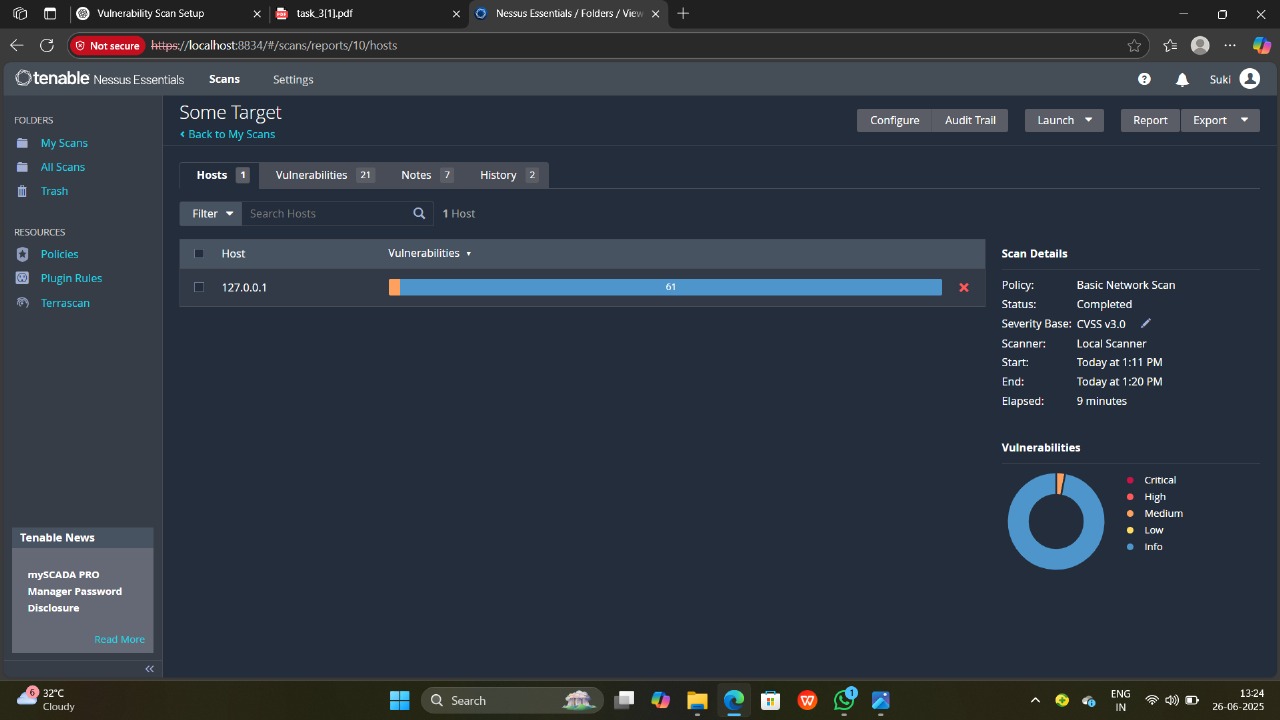 Vulnerability Scan Setup
task_3[1].pdf
Nessus Essentials / Folders / View
Not secure https://localhost:8834/#/scans/reports/10/hosts
tenable Nessus Essentials Scans Settings Suki
FOLDERS
My Scans
All Scans
Trash
RESOURCES
Policies
Plugin Rules
Terrascan
Tenable News
mySCADA PRO
Manager Password
Disclosure
Read More
Some Target
Back to My Scans
Configure Audit Trail Launch Report Export
Hosts 1 Vulnerabilities 21 Notes 7 History 2
Filter Search Hosts 1 Host
Host Vulnerabilities
127.0.0.1 61
Scan Details
Policy: Basic Network Scan
Status: Completed
Severity Base: CVSS v3.0
Scanner: Local Scanner
Start: Today at 1:11 PM
End: Today at 1:20 PM
Elapsed: 9 minutes
Vulnerabilities
Critical
High
Medium
Low
Info
6 32°C
Cloudy
Search
1
ENG
IN
13:24
26-06-2025